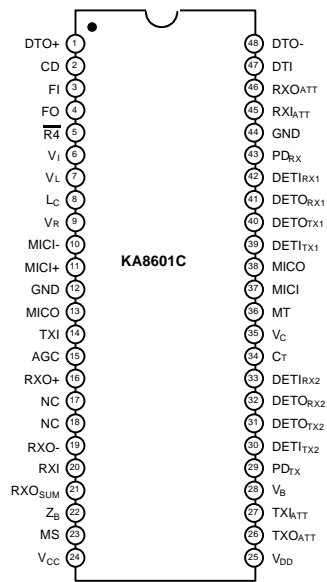 DTO+ 1 48 DTO-
CD 2 47 DTI
FI 3 46 RXOATT
FO 4 45 RXIATT
R4 5 44 GND
VI 6 43 PDRX
VL 7 42 DETIRX1
LC 8 41 DETORX1
VR 9 40 DETOTX1
MICI- 10 39 DETITX1
MICI+ 11 38 MICO
KA8601C
GND 12 37 MICI
MICO 13 36 MT
TXI 14 35 VC
AGC 15 34 CT
RXO+ 16 33 DETIRX2
NC 17 32 DETORX2
NC 18 31 DETOTX2
RXO- 19 30 DETITX2
RXI 20 29 PDTX
RXOSUM 21 28 VB
ZB 22 27 TXIATT
MS 23 26 TXOATT
VCC 24 25 VDD